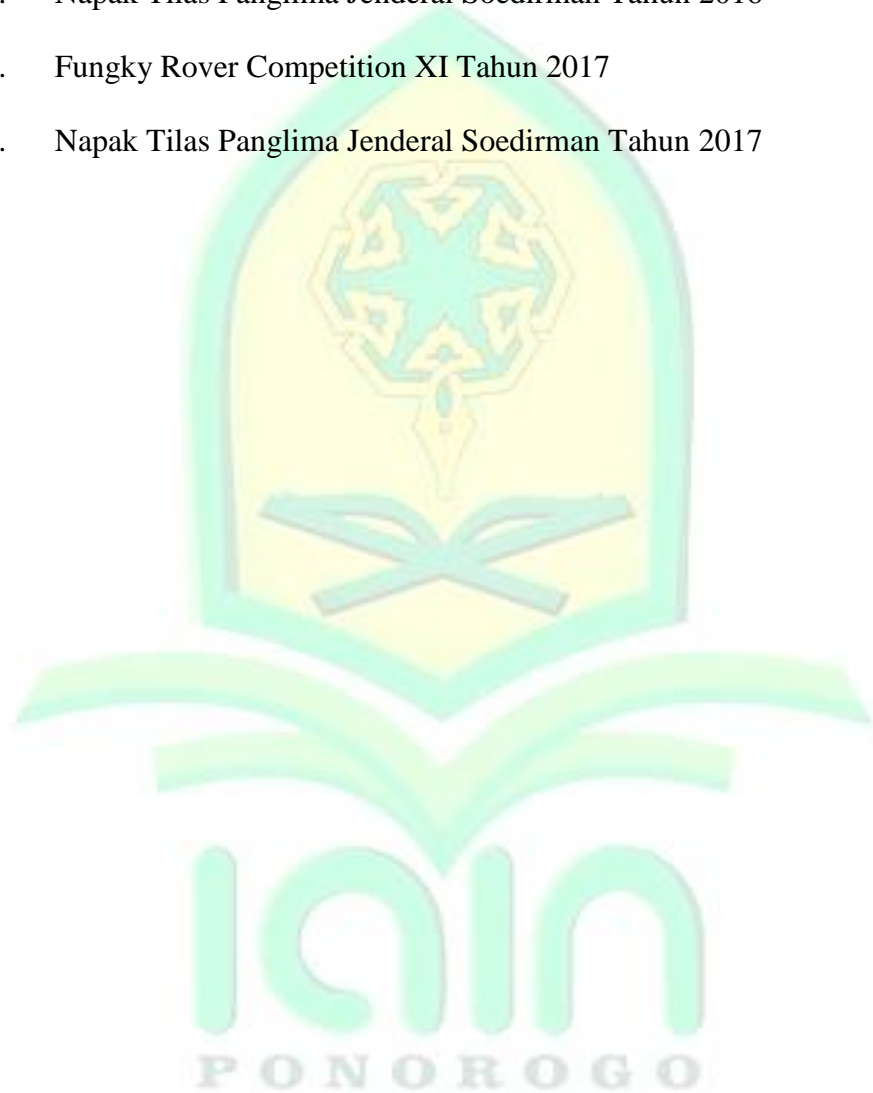 . Napak Tilas Panglima Jenderal Soedirman Tahun
. Fungky Rover Competition XI Tahun 2017
. Napak Tilas Panglima Jenderal Soedirman Tahun 2017
iain
PONOROGO